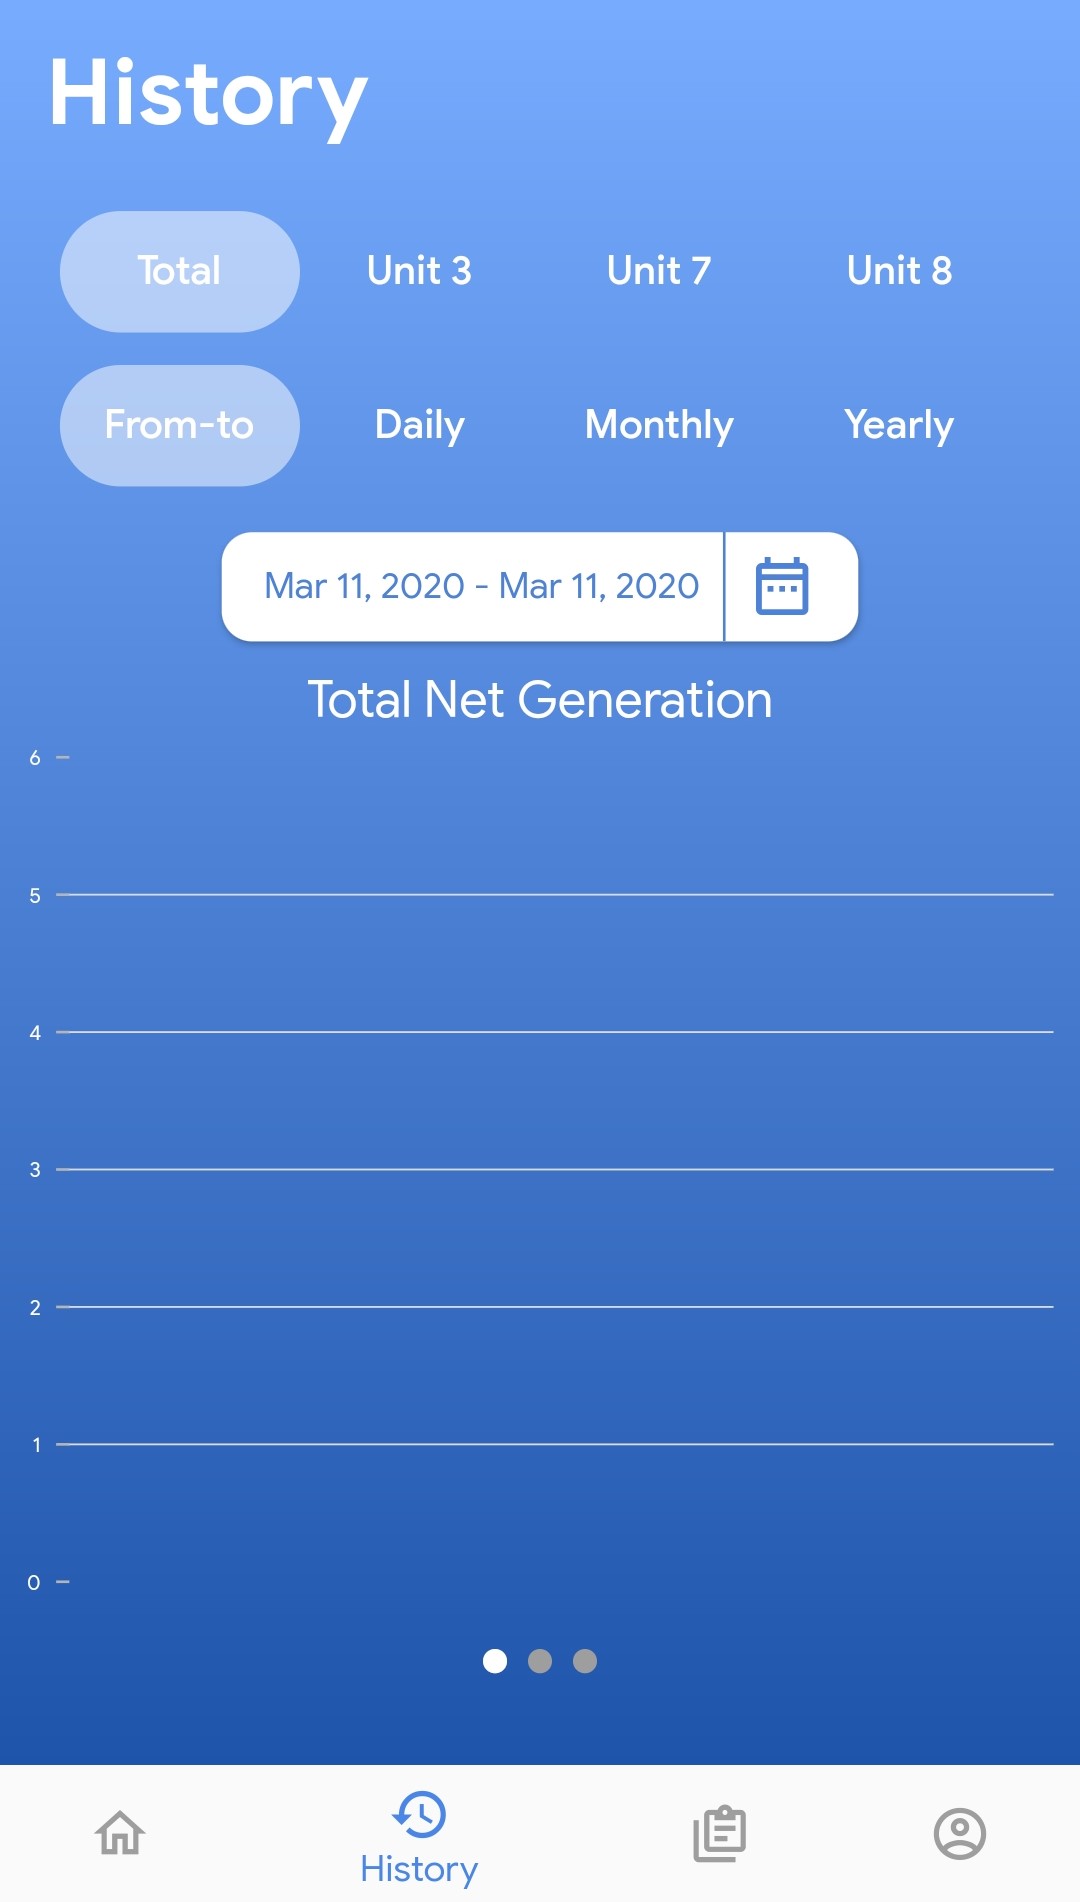 History
Total Unit 3 Unit 7 Unit 8
From-to Daily Monthly Yearly
Mar 11, 2020 - Mar 11, 2020
Total Net Generation
6
5
4
3
2
1
0
History